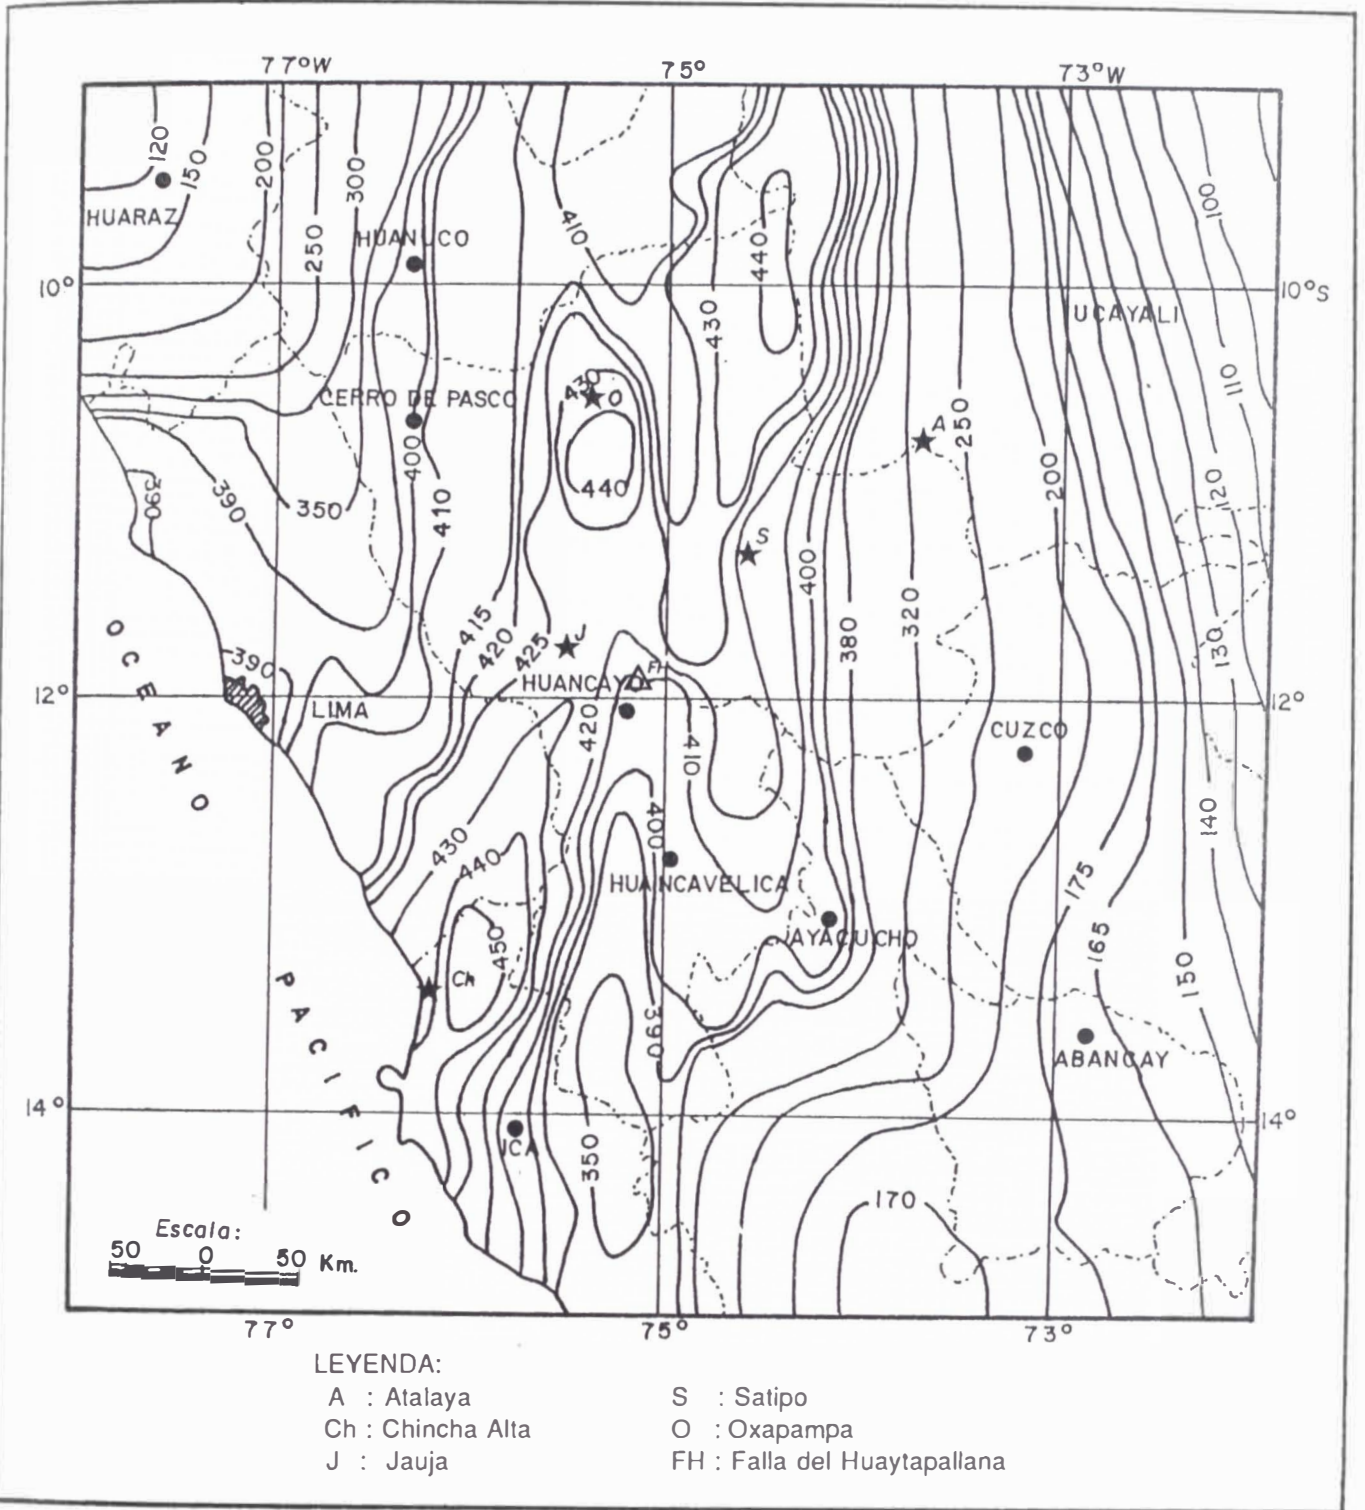 77°W 75° 73°W
120
150
200
250
300
410
440
430
100
HUARAZ
HUANUCO
10°
10°S
UCAYALI
110
CERRO DE PASCO
430
O
400
410
440
A
250
200
120
390
390
350
S
400
380
320
130
415
420
425
J
390
HUANCAYO
FH
12°
12°
LIMA
420
410
CUZCO
140
430
440
400
HUANCAVELICA
175
450
Ch
AYACUCHO
165
150
390
ABANCAY
14°
14°
ICA
350
170
OCEANO
PACIFICO
Escala:
50 0 50 Km.
77° 75° 73°
LEYENDA:
A : Atalaya
Ch : Chincha Alta
J : Jauja
S : Satipo
O : Oxapampa
FH : Falla del Huaytapallana